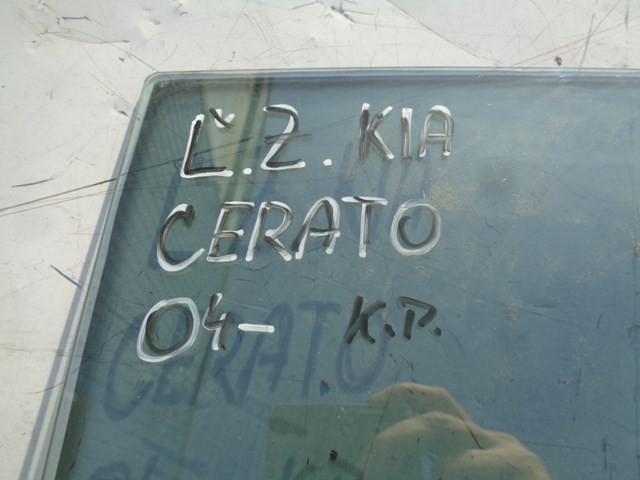 Ľ.Z. KIA
CERATO
04- K.P.